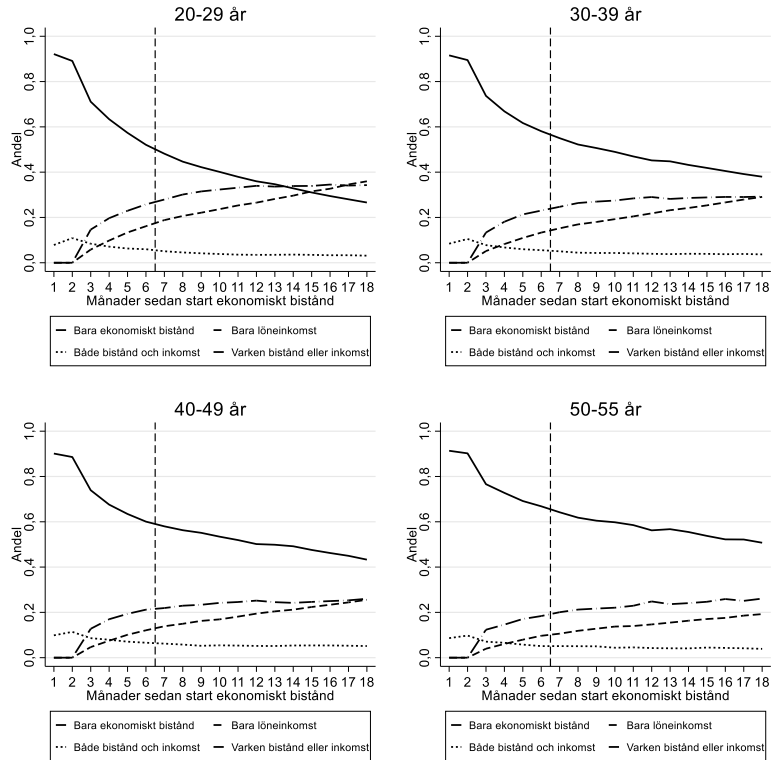 20-29 år
Andel
1,0
0,8
0,6
0,4
0,2
0,0
1 2 3 4 5 6 7 8 9 10 11 12 13 14 15 16 17 18
Månader sedan start ekonomiskt bistånd
Bara ekonomiskt bistånd Bara löneinkomst
Både bistånd och inkomst Varken bistånd eller inkomst
30-39 år
Andel
1,0
0,8
0,6
0,4
0,2
0,0
1 2 3 4 5 6 7 8 9 10 11 12 13 14 15 16 17 18
Månader sedan start ekonomiskt bistånd
Bara ekonomiskt bistånd Bara löneinkomst
Både bistånd och inkomst Varken bistånd eller inkomst
40-49 år
Andel
1,0
0,8
0,6
0,4
0,2
0,0
1 2 3 4 5 6 7 8 9 10 11 12 13 14 15 16 17 18
Månader sedan start ekonomiskt bistånd
Bara ekonomiskt bistånd Bara löneinkomst
Både bistånd och inkomst Varken bistånd eller inkomst
50-55 år
Andel
1,0
0,8
0,6
0,4
0,2
0,0
1 2 3 4 5 6 7 8 9 10 11 12 13 14 15 16 17 18
Månader sedan start ekonomiskt bistånd
Bara ekonomiskt bistånd Bara löneinkomst
Både bistånd och inkomst Varken bistånd eller inkomst